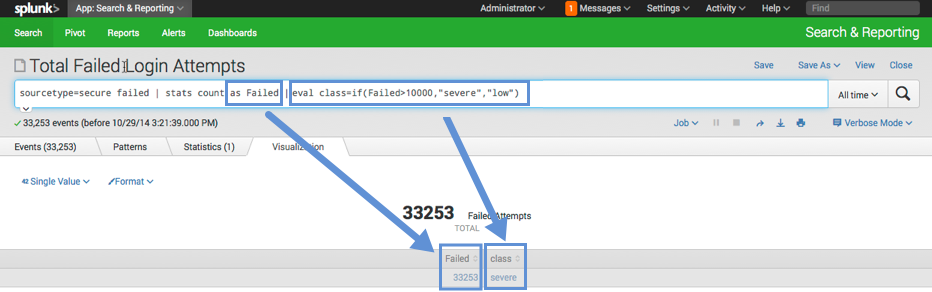 splunk> App: Search & Reporting Administrator 1 Messages Settings Activity Help Find
Search Pivot Reports Alerts Dashboards Search & Reporting
Total Failed Login Attempts Save Save As View Close
sourcetype=secure failed | stats count as Failed |eval class=if(Failed>10000,"severe","low") All time
33,253 events (before 10/29/14 3:21:39.000 PM) Job Verbose Mode
Events (33,253) Patterns Statistics (1) Visualization
42 Single Value Format
33253 Failed Attempts
TOTAL
Failed class
33253 severe